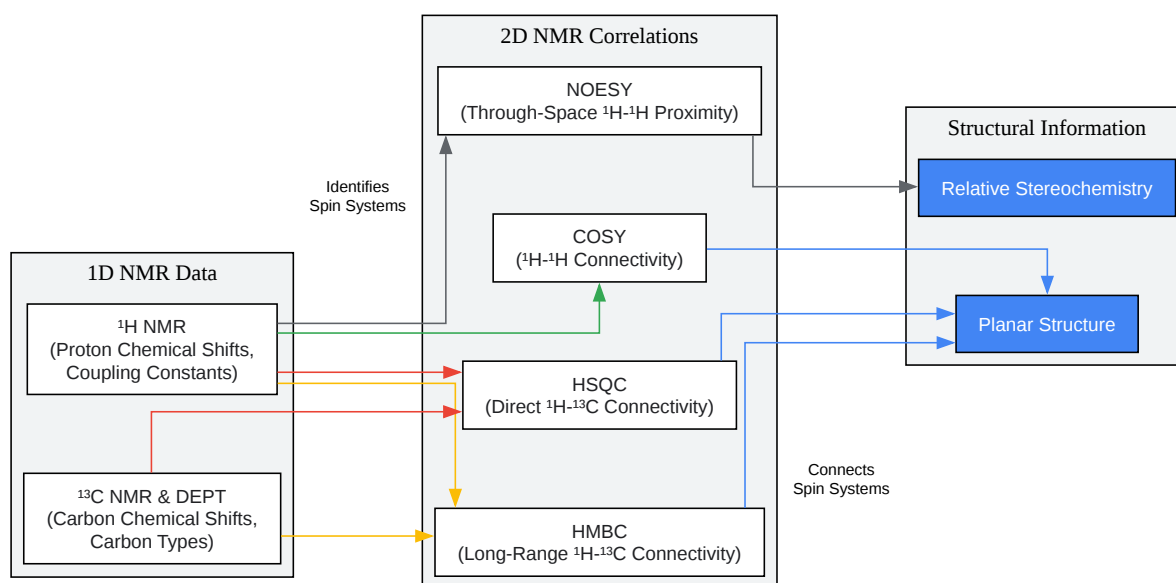 2D NMR Correlations
NOESY
(Through-Space ¹H-¹H Proximity)
Structural Information
Relative Stereochemistry
Identifies
Spin Systems
COSY
(¹H-¹H Connectivity)
1D NMR Data
¹H NMR
(Proton Chemical Shifts,
Coupling Constants)
Planar Structure
HSQC
(Direct ¹H-¹³C Connectivity)
Connects
Spin Systems
¹³C NMR & DEPT
(Carbon Chemical Shifts,
Carbon Types)
HMBC
(Long-Range ¹H-¹³C Connectivity)